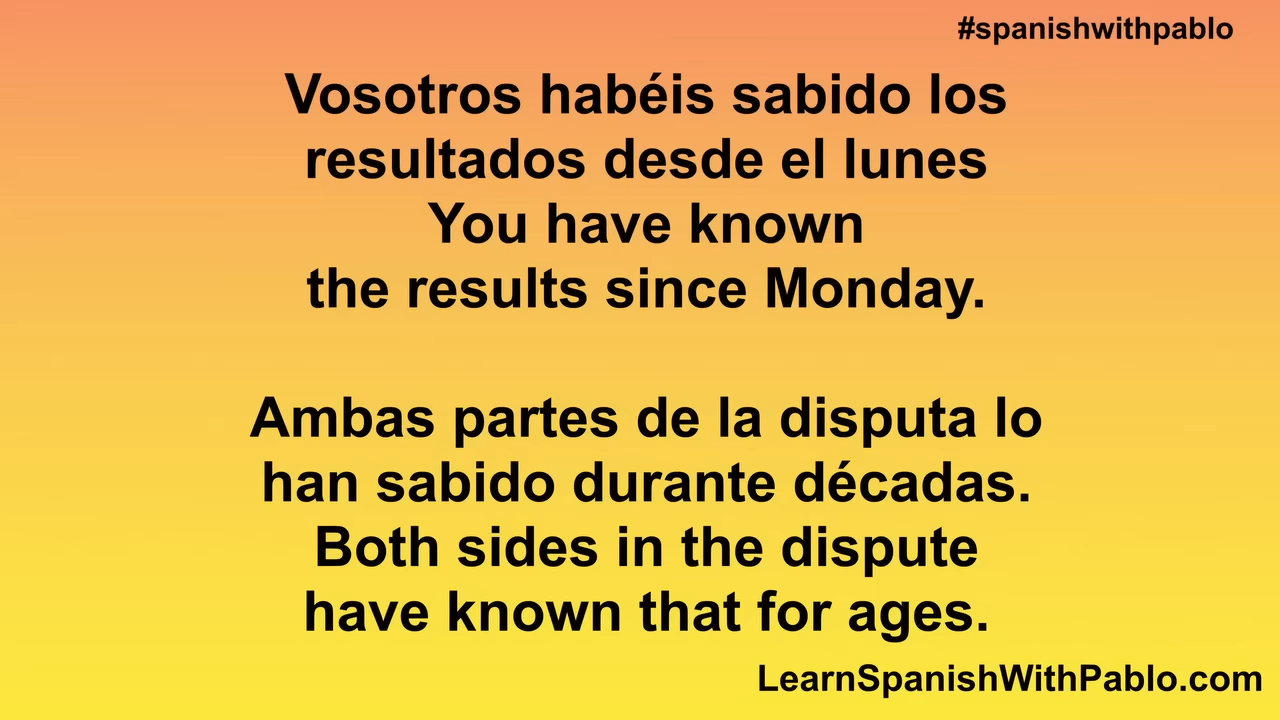 #spanishwithpablo
Vosotros habéis sabido los
resultados desde el lunes
You have known
the results since Monday.
Ambas partes de la disputa lo
han sabido durante décadas.
Both sides in the dispute
have known that for ages.
LearnSpanishWithPablo.com